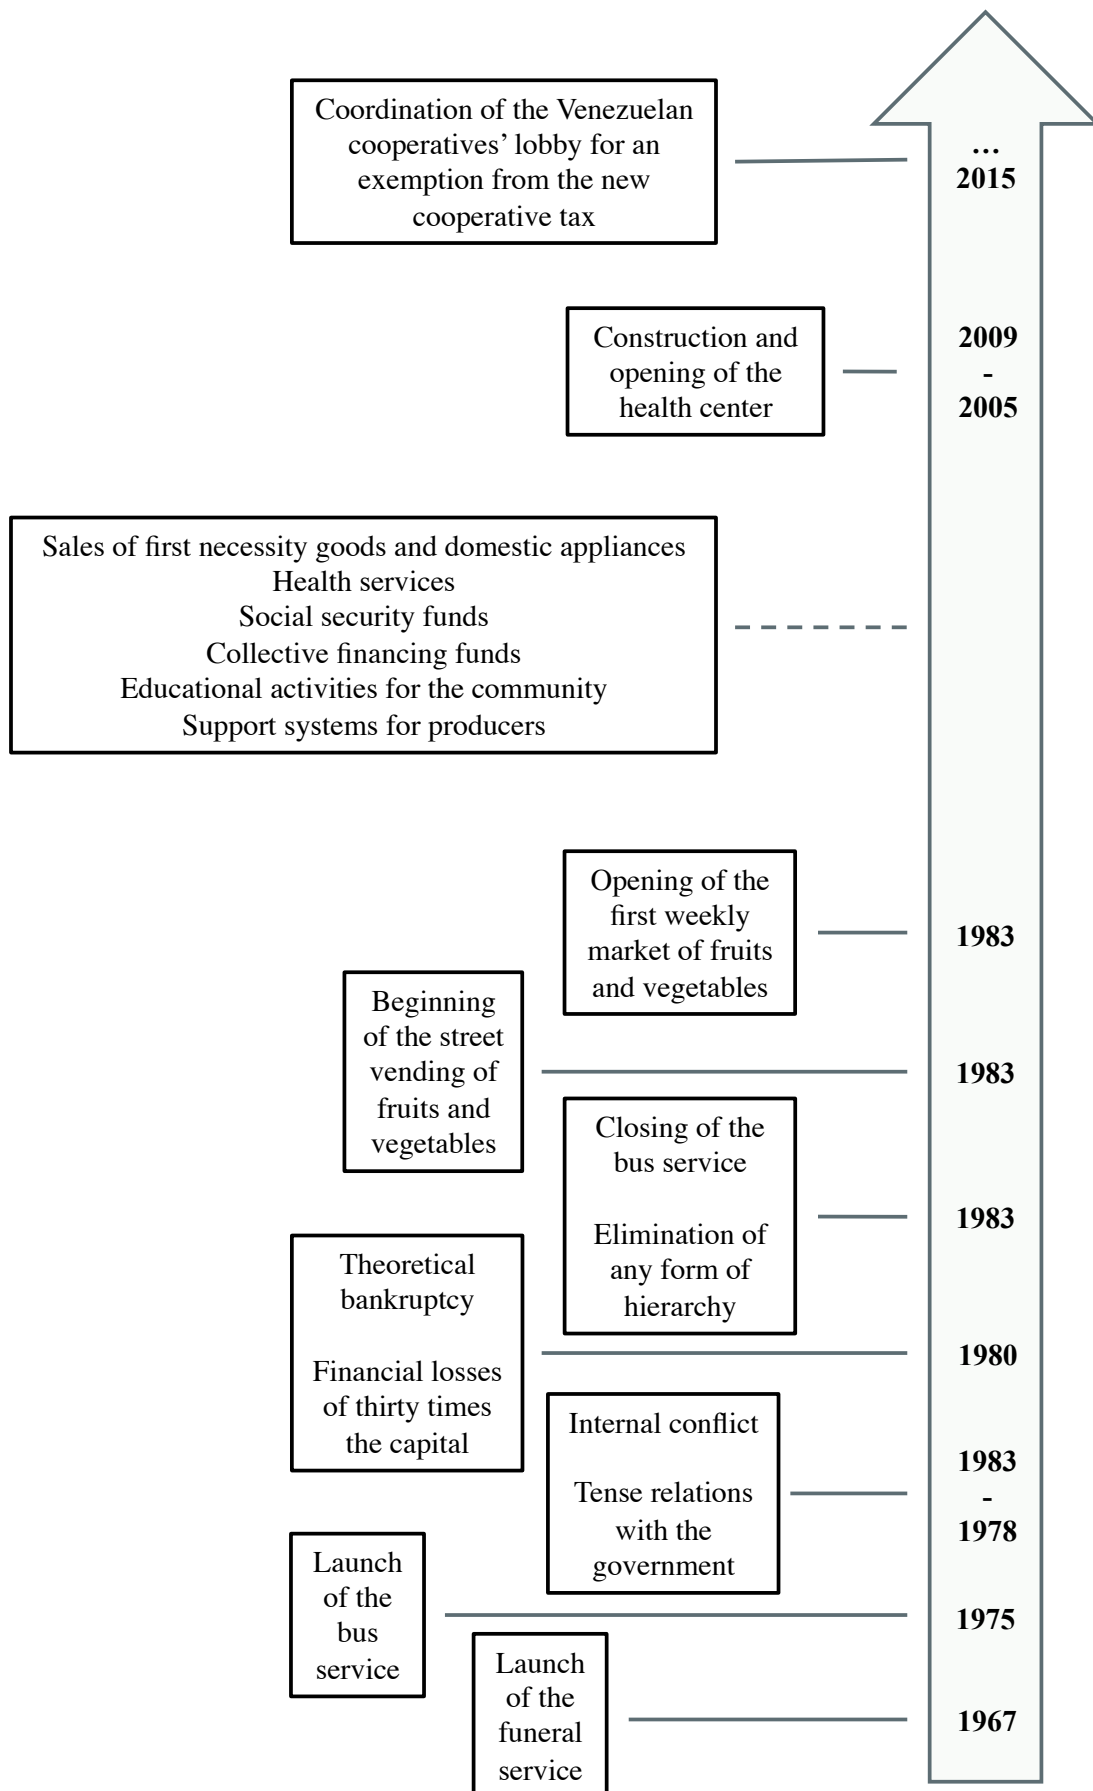 Coordination of the Venezuelan
cooperatives’ lobby for an
exemption from the new
cooperative tax
...
2015
Construction and
opening of the
health center
2009
-
2005
Sales of first necessity goods and domestic appliances
Health services
Social security funds
Collective financing funds
Educational activities for the community
Support systems for producers
Opening of the
first weekly
market of fruits
and vegetables
1983
Beginning
of the street
vending of
fruits and
vegetables
1983
Closing of the
bus service
Elimination of
any form of
hierarchy
1983
Theoretical
bankruptcy
Financial losses
of thirty times
the capital
1980
Internal conflict
Tense relations
with the
government
1983
-
1978
Launch
of the
bus
service
1975
Launch
of the
funeral
service
1967